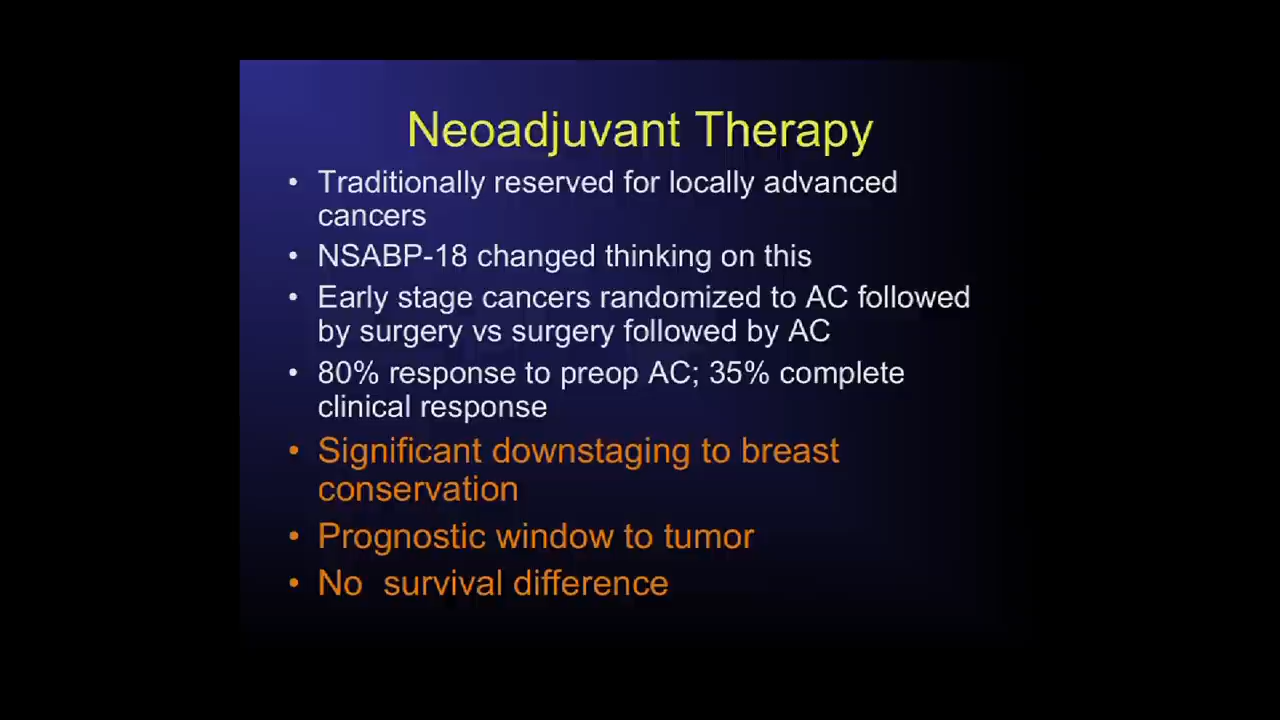 Neoadjuvant Therapy
• Traditionally reserved for locally advanced
cancers
• NSABP-18 changed thinking on this
• Early stage cancers randomized to AC followed
by surgery vs surgery followed by AC
• 80% response to preop AC; 35% complete
clinical response
• Significant downstaging to breast
conservation
• Prognostic window to tumor
• No  survival difference